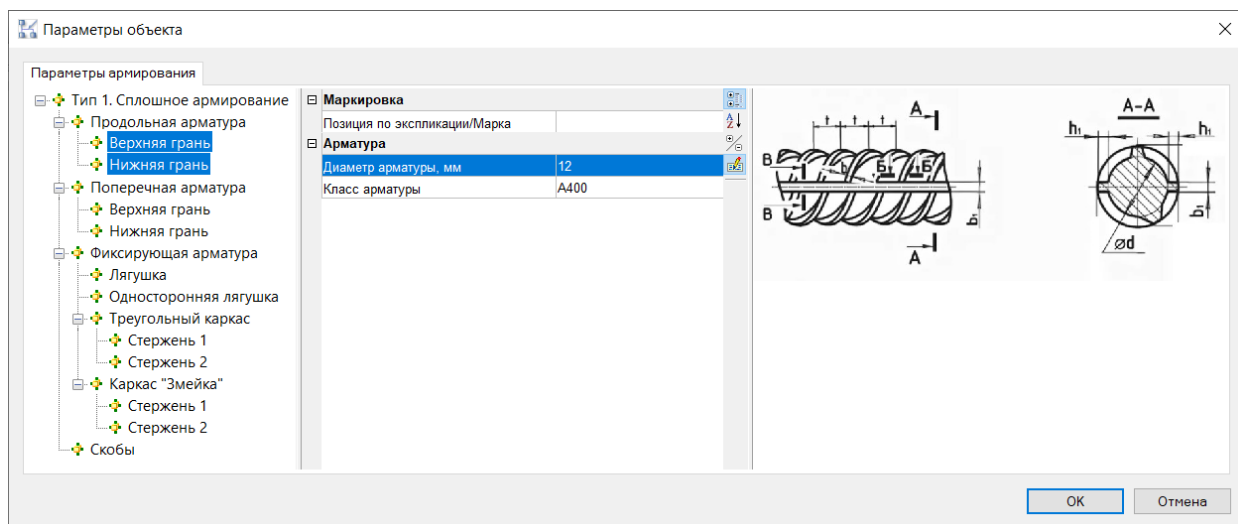 Параметры объекта
Параметры армирования
Тип 1. Сплошное армирование
Продольная арматура
Верхняя грань
Нижняя грань
Поперечная арматура
Верхняя грань
Нижняя грань
Фиксирующая арматура
Лягушка
Односторонняя лягушка
Треугольный каркас
Стержень 1
Стержень 2
Каркас "Змейка"
Стержень 1
Стержень 2
Скобы
Маркировка
Позиция по экспликации/Марка
Арматура
Диаметр арматуры, мм 12
Класс арматуры A400
A
t t t
В b Б Б
В b₁
A
A–A
h₁ h₁
b₁
⌀d
OK Отмена